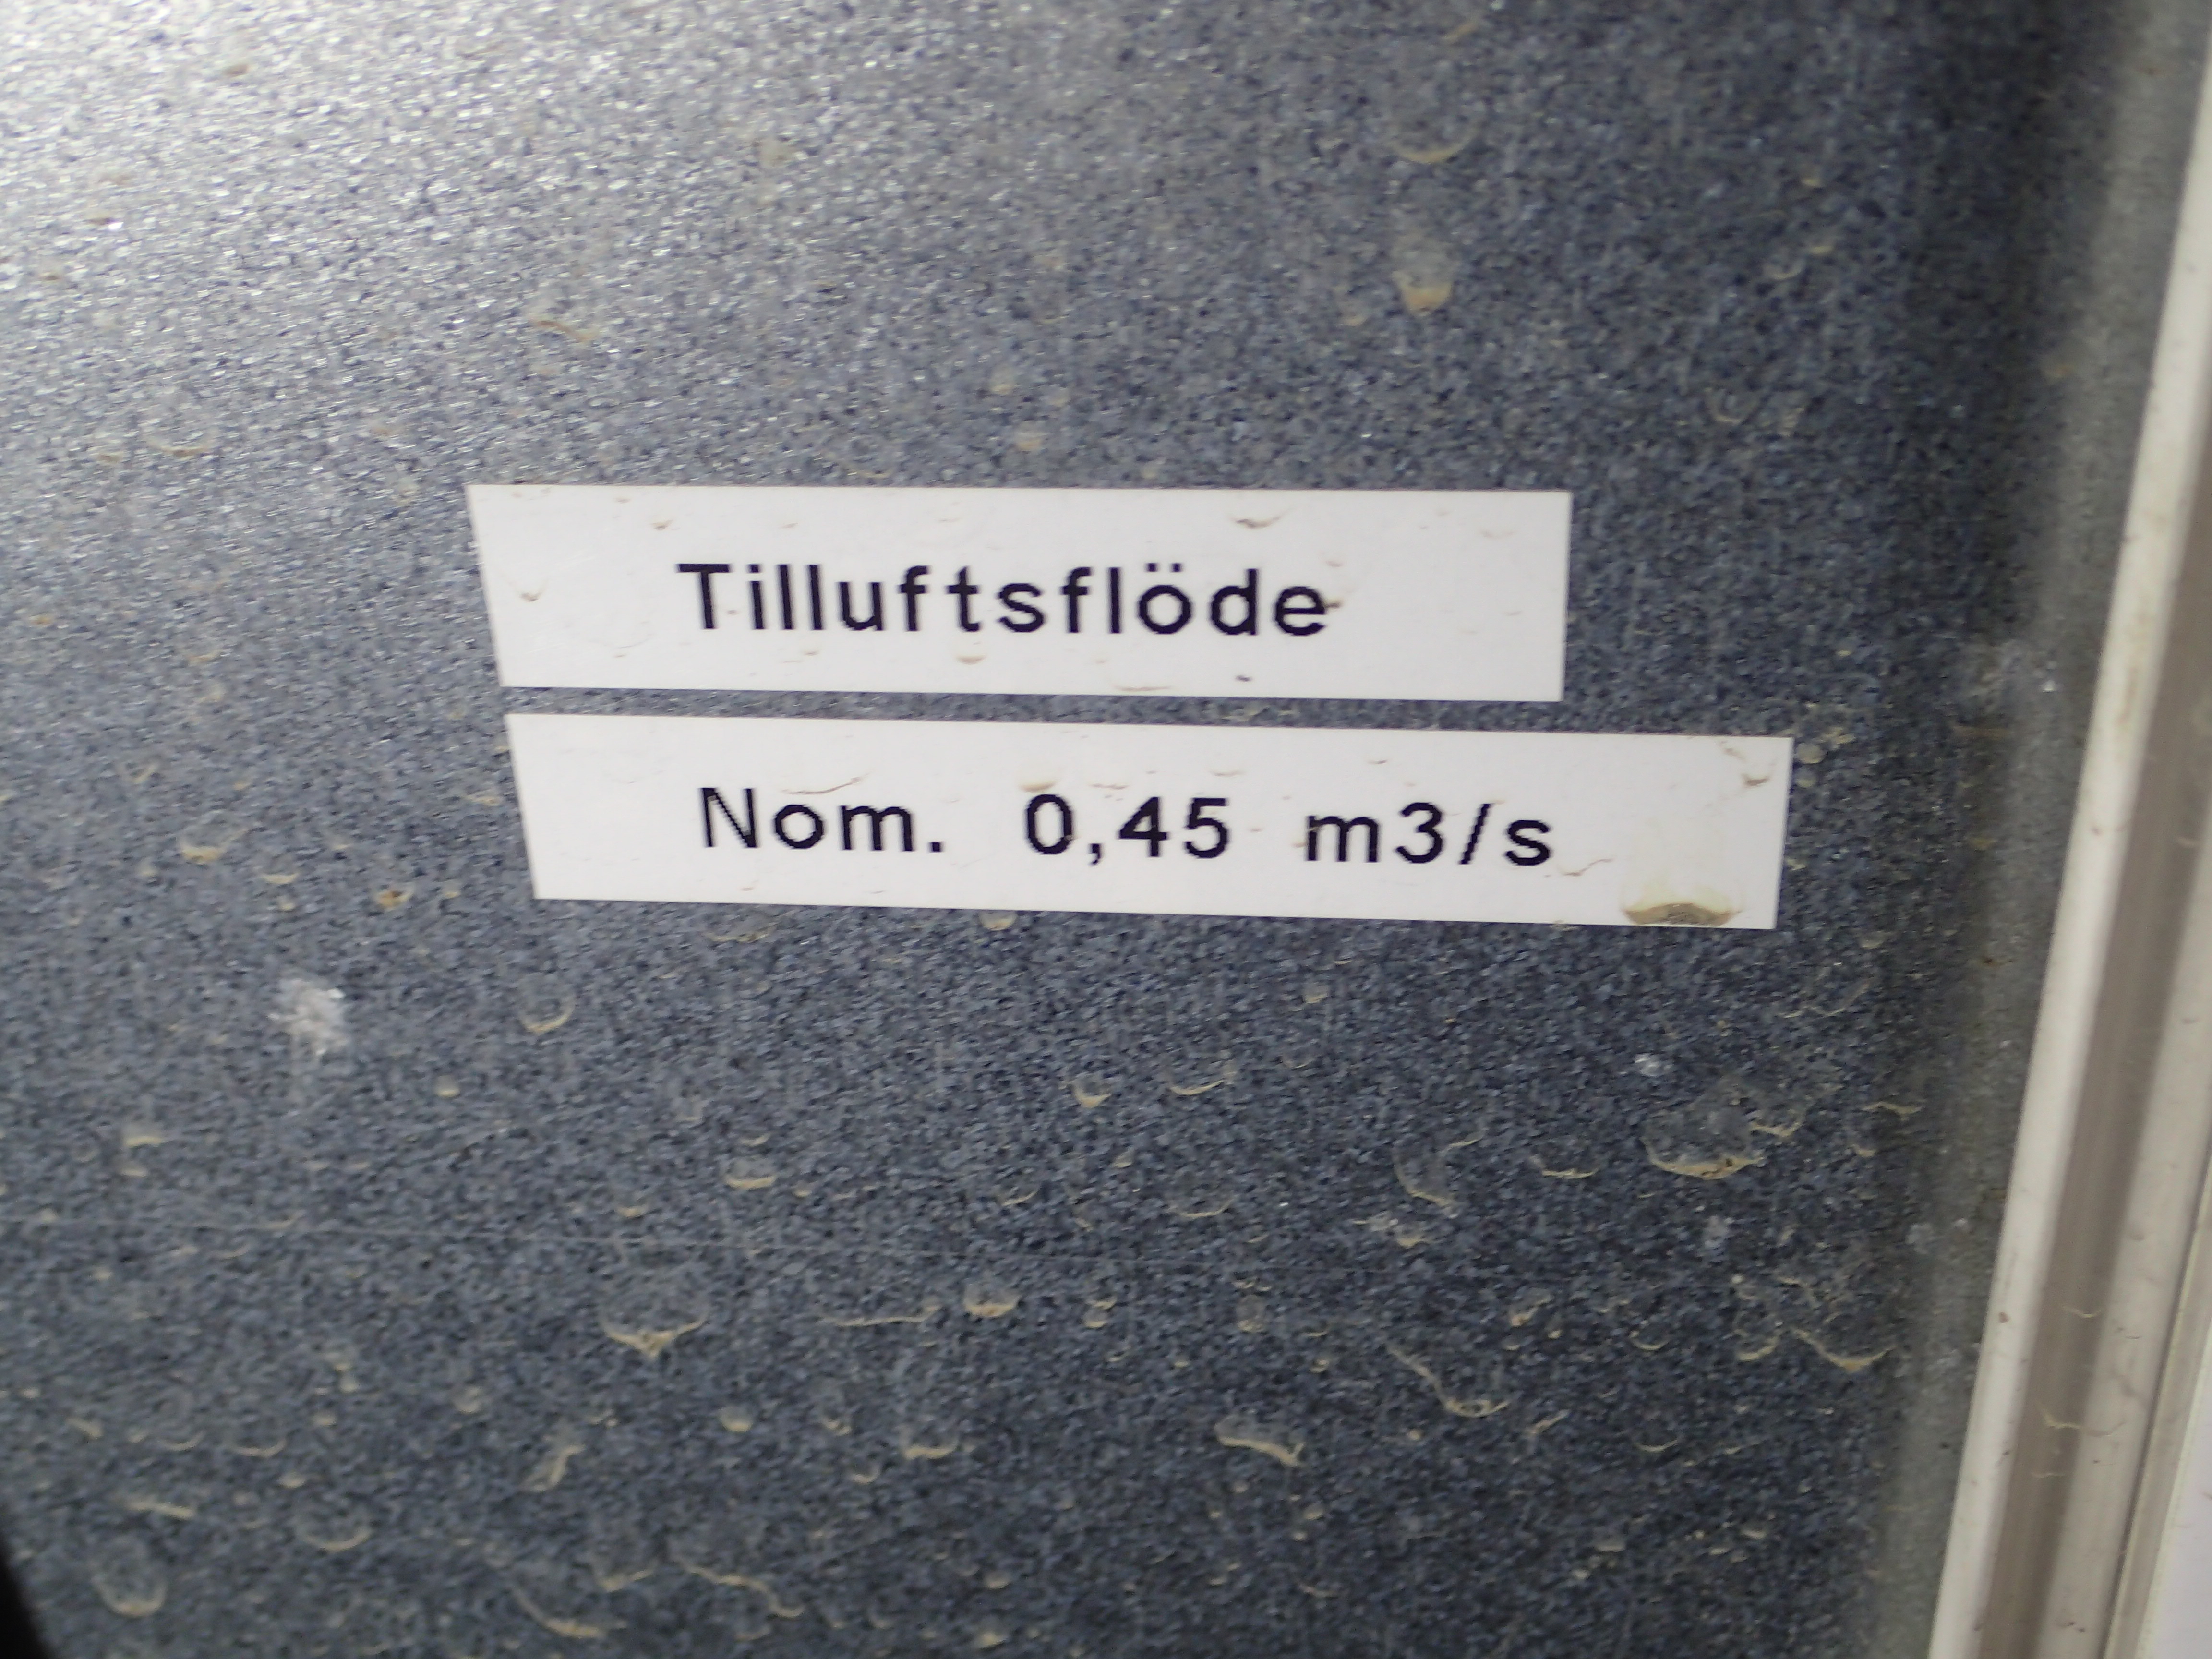 Tilluftsflöde
Nom. 0,45 m3/s